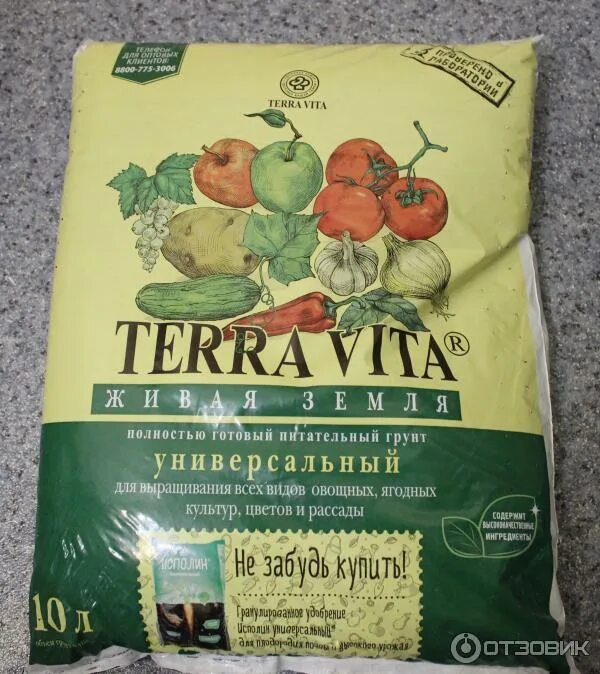 ТЕЛЕФОН
ДЛЯ ОПТОВЫХ
КЛИЕНТОВ:
8800-775-3006
ПРОВЕРЕНО В
ЛАБОРАТОРИИ
TERRA VITA
TERRA VITA®
ЖИВАЯ ЗЕМЛЯ
полностью готовый питательный грунт
универсальный
для выращивания всех видов овощных, ягодных
культур, цветов и рассады
СОДЕРЖИТ
ВЫСОКОКАЧЕСТВЕННЫЕ
ИНГРЕДИЕНТЫ
ИСПОЛИН
Не забудь купить!
Гранулированное удобрение
Исполин универсальный
для плодородия почвы и высокого урожая
10 л
объем
ОТЗОВИК